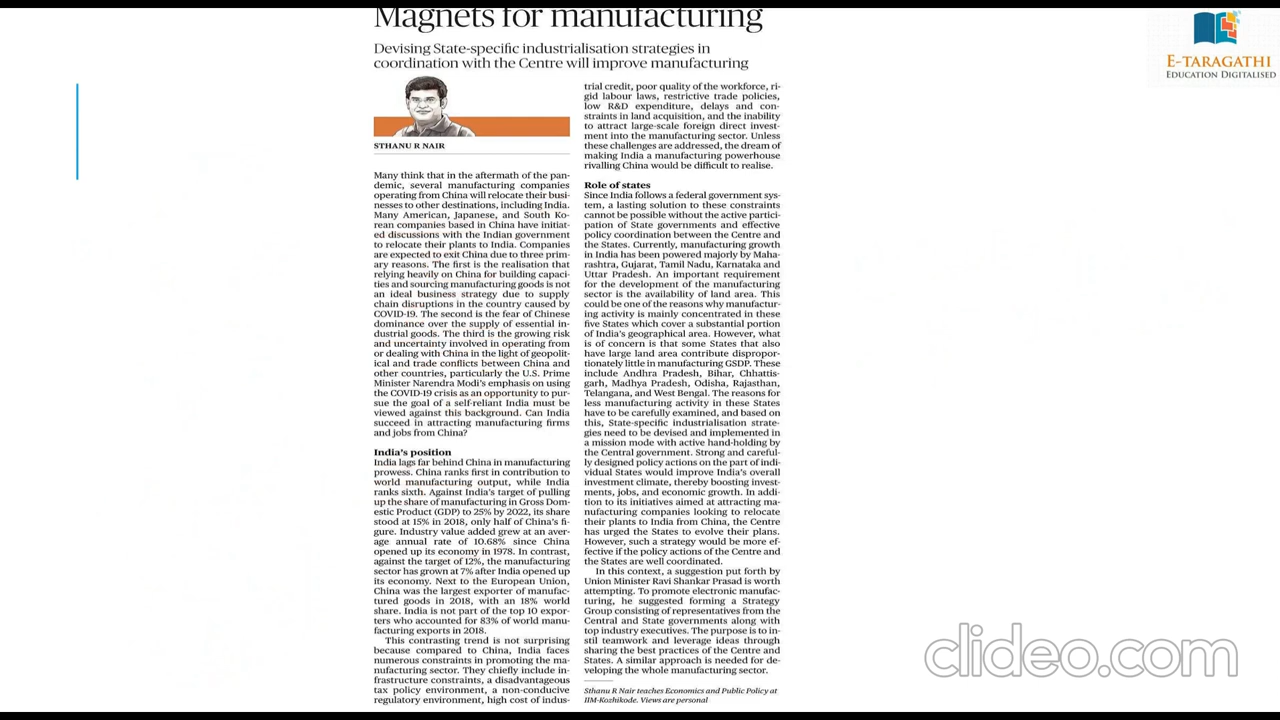 Magnets for manufacturing
Devising State-specific industrialisation strategies in
coordination with the Centre will improve manufacturing
STHANU R NAIR
Many think that in the aftermath of the pan-
demic, several manufacturing companies
operating from China will relocate their busi-
nesses to other destinations, including India.
Many American, Japanese, and South Ko-
rean companies based in China have initiat-
ed discussions with the Indian government
to relocate their plants to India. Companies
are expected to exit China due to three prim-
ary reasons. The first is the realisation that
relying heavily on China for building capaci-
ties and sourcing manufacturing goods is not
an ideal business strategy due to supply
chain disruptions in the country caused by
COVID-19. The second is the fear of Chinese
dominance over the supply of essential in-
dustrial goods. The third is the growing risk
and uncertainty involved in operating from
or dealing with China in the light of geopolit-
ical and trade conflicts between China and
other countries, particularly the U.S. Prime
Minister Narendra Modi's emphasis on using
the COVID-19 crisis as an opportunity to pur-
sue the goal of a self-reliant India must be
viewed against this background. Can India
succeed in attracting manufacturing firms
and jobs from China?
India's position
India lags far behind China in manufacturing
prowess. China ranks first in contribution to
world manufacturing output, while India
ranks sixth. Against India's target of pulling
up the share of manufacturing in Gross Dom-
estic Product (GDP) to 25% by 2022, its share
stood at 15% in 2018, only half of China's fi-
gure. Industry value added grew at an aver-
age annual rate of 10.68% since China
opened up its economy in 1978. In contrast,
against the target of 12%, the manufacturing
sector has grown at 7% after India opened up
its economy. Next to the European Union,
China was the largest exporter of manufac-
tured goods in 2018, with an 18% world
share. India is not part of the top 10 expor-
ters who accounted for 83% of world manu-
facturing exports in 2018.
This contrasting trend is not surprising
because compared to China, India faces
numerous constraints in promoting the ma-
nufacturing sector. They chiefly include in-
frastructure constraints, a disadvantageous
tax policy environment, a non-conducive
regulatory environment, high cost of indus-
trial credit, poor quality of the workforce, ri-
gid labour laws, restrictive trade policies,
low R&D expenditure, delays and con-
straints in land acquisition, and the inability
to attract large-scale foreign direct invest-
ment into the manufacturing sector. Unless
these challenges are addressed, the dream of
making India a manufacturing powerhouse
rivalling China would be difficult to realise.
Role of states
Since India follows a federal government sys-
tem, a lasting solution to these constraints
cannot be possible without the active partici-
pation of State governments and effective
policy coordination between the Centre and
the States. Currently, manufacturing growth
in India has been powered majorly by Maha-
rashtra, Gujarat, Tamil Nadu, Karnataka and
Uttar Pradesh. An important requirement
for the development of the manufacturing
sector is the availability of land area. This
could be one of the reasons why manufactur-
ing activity is mainly concentrated in these
five States which cover a substantial portion
of India's geographical area. However, what
is of concern is that some States that also
have large land area contribute dispropor-
tionately little in manufacturing GSDP. These
include Andhra Pradesh, Bihar, Chhattis-
garh, Madhya Pradesh, Odisha, Rajasthan,
Telangana, and West Bengal. The reasons for
less manufacturing activity in these States
have to be carefully examined, and based on
this, State-specific industrialisation strate-
gies need to be devised and implemented in
a mission mode with active hand-holding by
the Central government. Strong and careful-
ly designed policy actions on the part of indi-
vidual States would improve India's overall
investment climate, thereby boosting invest-
ments, jobs, and economic growth. In addi-
tion to its initiatives aimed at attracting ma-
nufacturing companies looking to relocate
their plants to India from China, the Centre
has urged the States to evolve their plans.
However, such a strategy would be more ef-
fective if the policy actions of the Centre and
the States are well coordinated.
In this context, a suggestion put forth by
Union Minister Ravi Shankar Prasad is worth
attempting. To promote electronic manufac-
turing, he suggested forming a Strategy
Group consisting of representatives from the
Central and State governments along with
top industry executives. The purpose is to in-
stil teamwork and leverage ideas through
sharing the best practices of the Centre and
States. A similar approach is needed for de-
veloping the whole manufacturing sector.
Sthanu R Nair teaches Economics and Public Policy at
IIM-Kozhikode. Views are personal
E-TARAGATHI
EDUCATION DIGITALISED
clideo.com